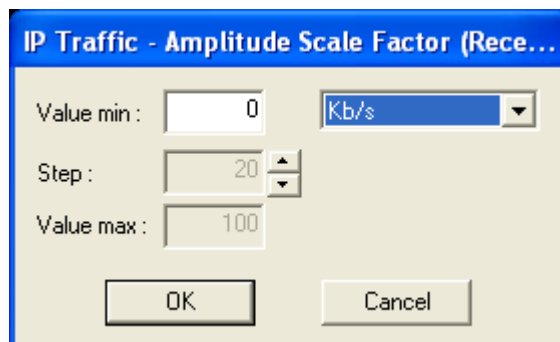 IP Traffic - Amplitude Scale Factor (Rece...
Value min : 0 Kb/s
Step : 20
Value max : 100
OK Cancel